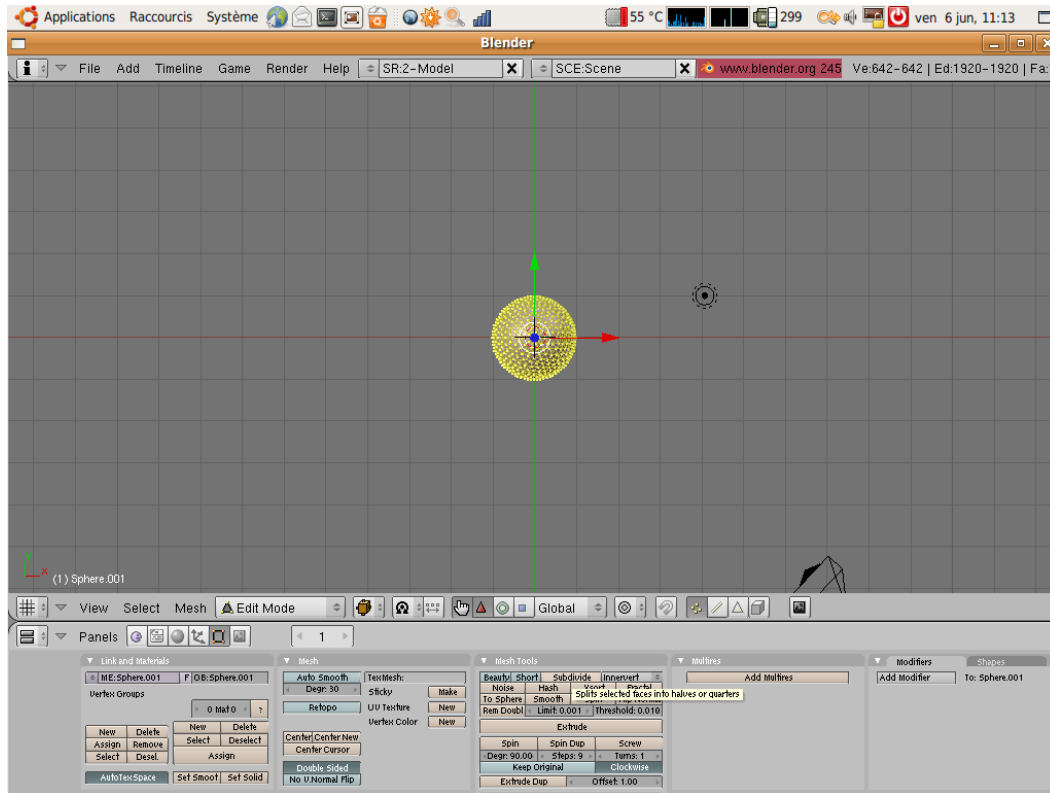 Applications Raccourcis Système 55 °C 299 ven 6 jun, 11:13
Blender
File Add Timeline Game Render Help SR:2-Model X SCE:Scene X www.blender.org 245 Ve:642-642 | Ed:1920-1920 | Fa:
x
(1) Sphere.001
View Select Mesh Edit Mode Global
Panels 1
Link and Materials Mesh Mesh Tools Multires Modifiers Shapes
ME:Sphere.001 F OB:Sphere.001 Auto Smooth TexMesh: Beauty Short Subdivide Innervert Add Multires Add Modifier To: Sphere.001
Vertex Groups Degr: 30 Sticky Make Noise Hash Xsort Fractal
Splits selected faces into halves or quarters
0 Mat 0 ? Retopo UV Texture New To Sphere Smooth
Vertex Color New Rem Doubl Limit: 0.001 Threshold: 0.010
New Delete New Delete Center Center New Extrude
Assign Remove Select Deselect Center Cursor Spin Spin Dup Screw
Select Desel. Assign Degr: 90.00 Steps: 9 Turns: 1
Double Sided Keep Original Clockwise
AutoTexSpace Set Smoot Set Solid No V.Normal Flip Extrude Dup Offset: 1.00